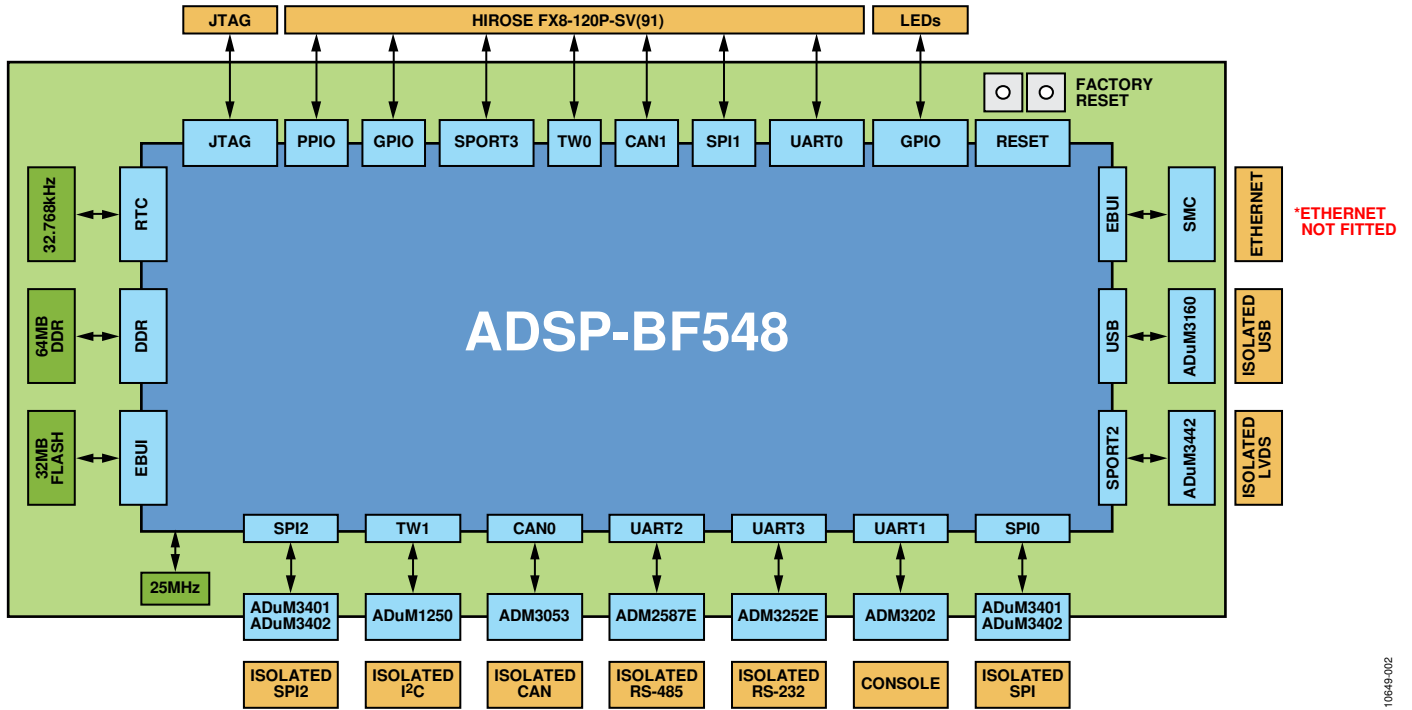 JTAG
HIROSE FX8-120P-SV(91)
LEDs
FACTORY
RESET
JTAG
PPIO
GPIO
SPORT3
TW0
CAN1
SPI1
UART0
GPIO
RESET
32.768kHz
RTC
EBUI
SMC
ETHERNET
*ETHERNET
NOT FITTED
64MB
DDR
DDR
ADSP-BF548
USB
ADuM3160
ISOLATED
USB
32MB
FLASH
EBUI
SPORT2
ADuM3442
ISOLATED
LVDS
SPI2
TW1
CAN0
UART2
UART3
UART1
SPI0
25MHz
ADuM3401
ADuM3402
ADuM1250
ADM3053
ADM2587E
ADM3252E
ADM3202
ADuM3401
ADuM3402
ISOLATED
SPI2
ISOLATED
I²C
ISOLATED
CAN
ISOLATED
RS-485
ISOLATED
RS-232
CONSOLE
ISOLATED
SPI
10649-002